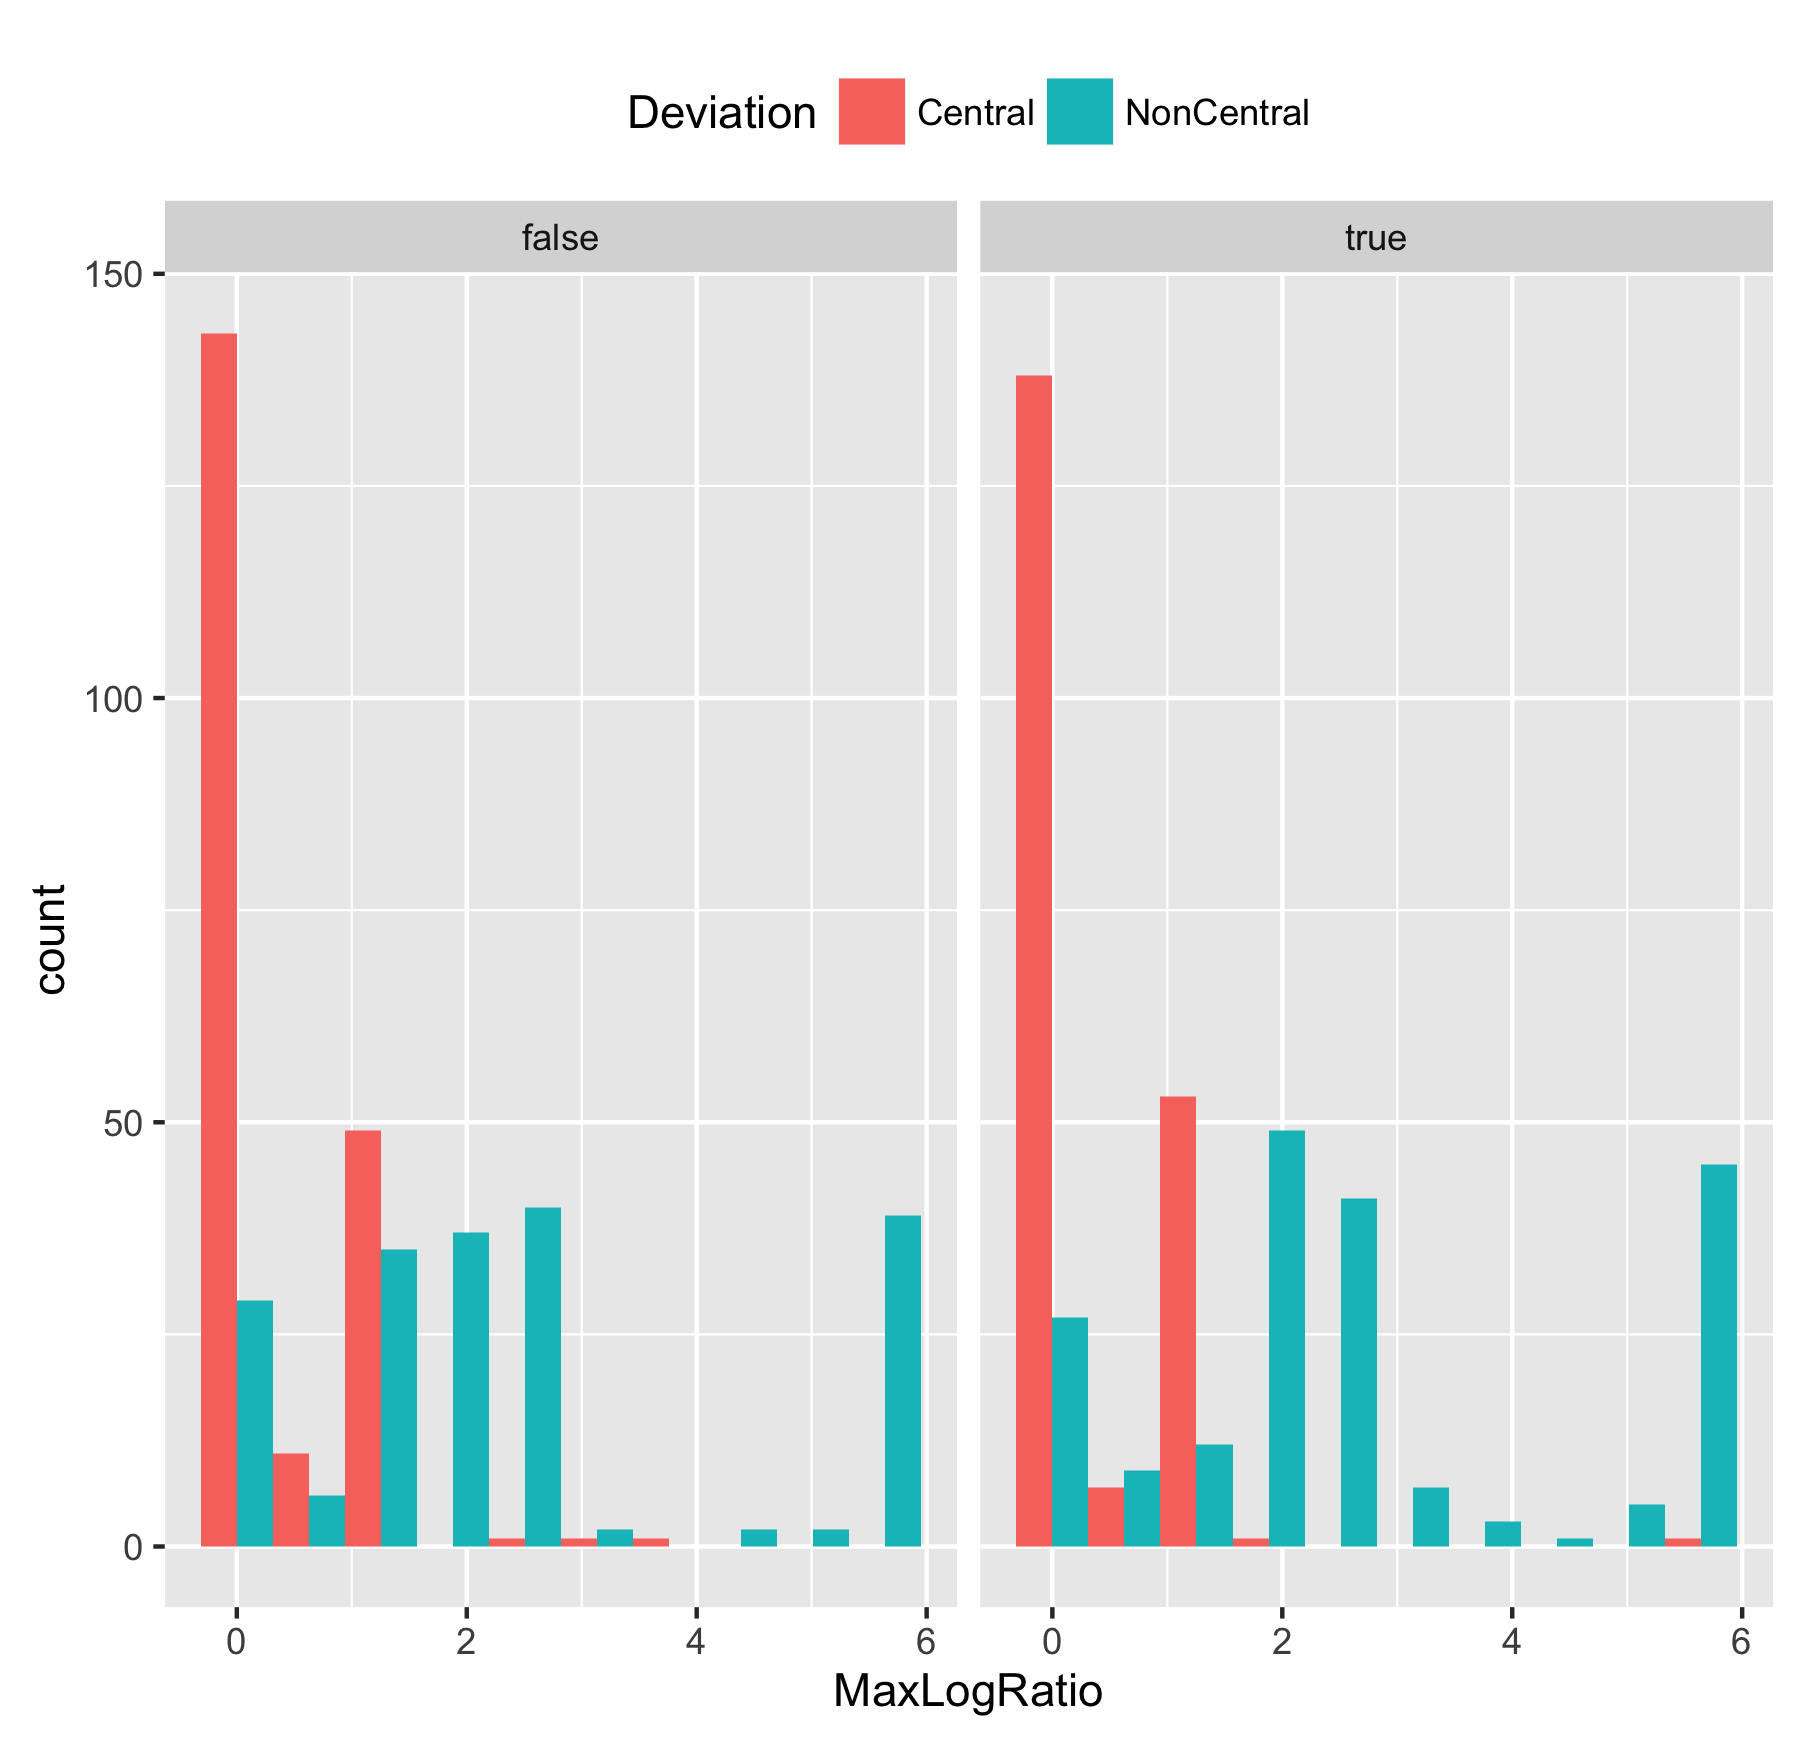 Deviation Central NonCentral
false true
150
100
50
0
count
0 2 4 6 0 2 4 6
MaxLogRatio